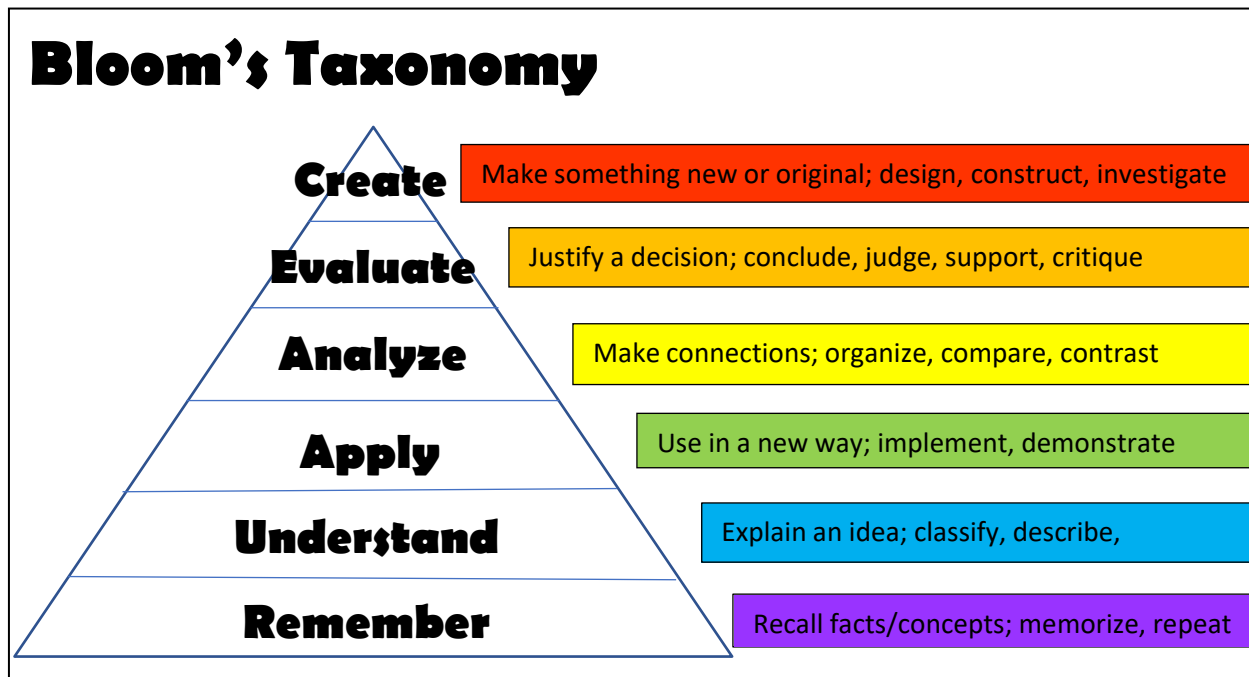 Bloom's Taxonomy
Create
Make something new or original; design, construct, investigate
Evaluate
Justify a decision; conclude, judge, support, critique
Analyze
Make connections; organize, compare, contrast
Apply
Use in a new way; implement, demonstrate
Understand
Explain an idea; classify, describe,
Remember
Recall facts/concepts; memorize, repeat